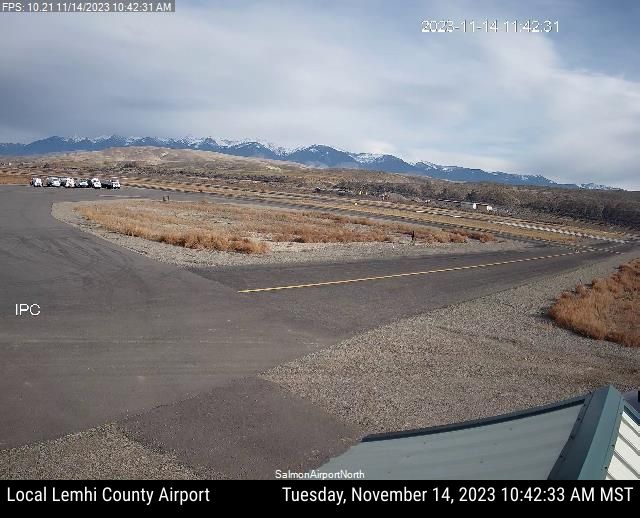 FPS: 10.21 11/14/2023 10:42:31 AM
2023-11-14 11:42:31
IPC
SalmonAirportNorth
Local Lemhi County Airport Tuesday, November 14, 2023 10:42:33 AM MST